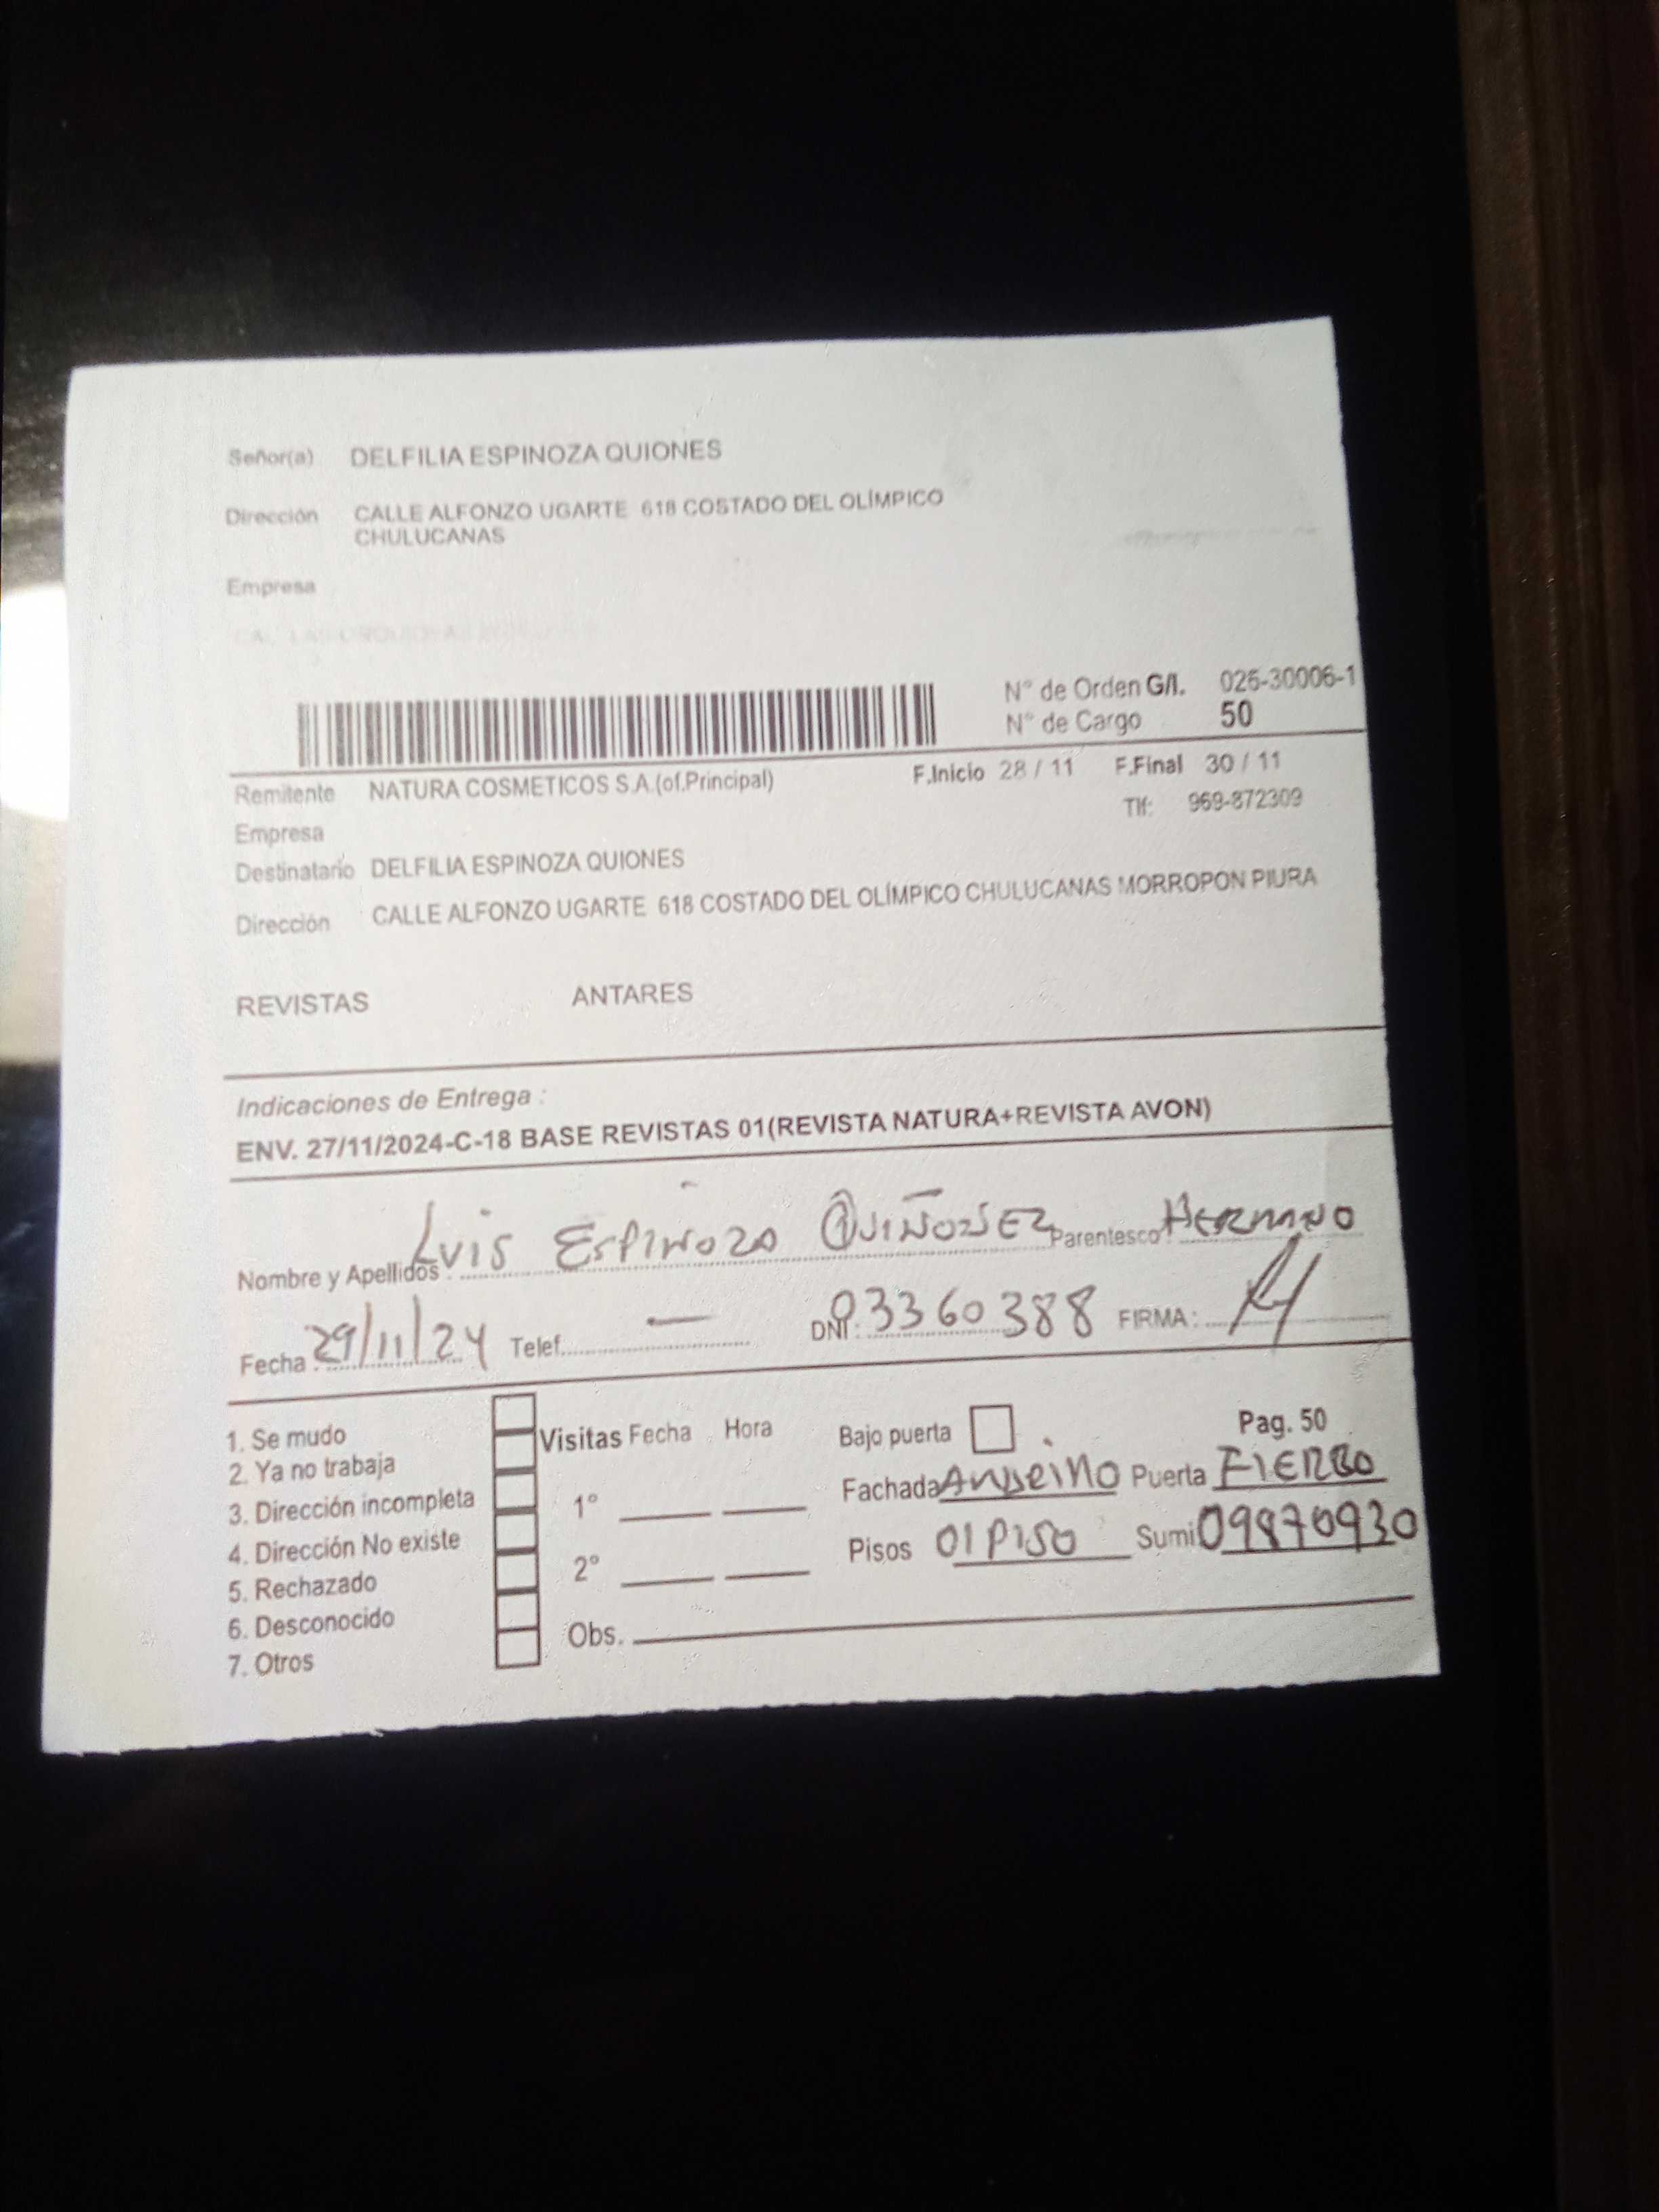 Señor(a) DELFILIA ESPINOZA QUIONES
Dirección CALLE ALFONZO UGARTE 618 COSTADO DEL OLÍMPICO
CHULUCANAS
Empresa
N° de Orden G/I. 026-30006-1
N° de Cargo 50
Remitente NATURA COSMETICOS S.A.(of.Principal) F.Inicio 28 / 11 F.Final 30 / 11
Empresa Tlf: 969-872309
Destinatario DELFILIA ESPINOZA QUIONES
Dirección CALLE ALFONZO UGARTE 618 COSTADO DEL OLÍMPICO CHULUCANAS MORROPON PIURA
REVISTAS ANTARES
Indicaciones de Entrega :
ENV. 27/11/2024-C-18 BASE REVISTAS 01(REVISTA NATURA+REVISTA AVON)
Nombre y Apellidos : Luis ESPINOZA QUIÑOÑEZ Parentesco HERMANO
Fecha : 29/11/24 Telef. — DNI : 03360388 FIRMA :
1. Se mudo
2. Ya no trabaja
3. Dirección incompleta
4. Dirección No existe
5. Rechazado
6. Desconocido
7. Otros
Visitas Fecha Hora
1°
2°
Obs.
Bajo puerta Pag. 50
Fachada Puerta FIERRO
Pisos 01 PISO Sumi 09870930